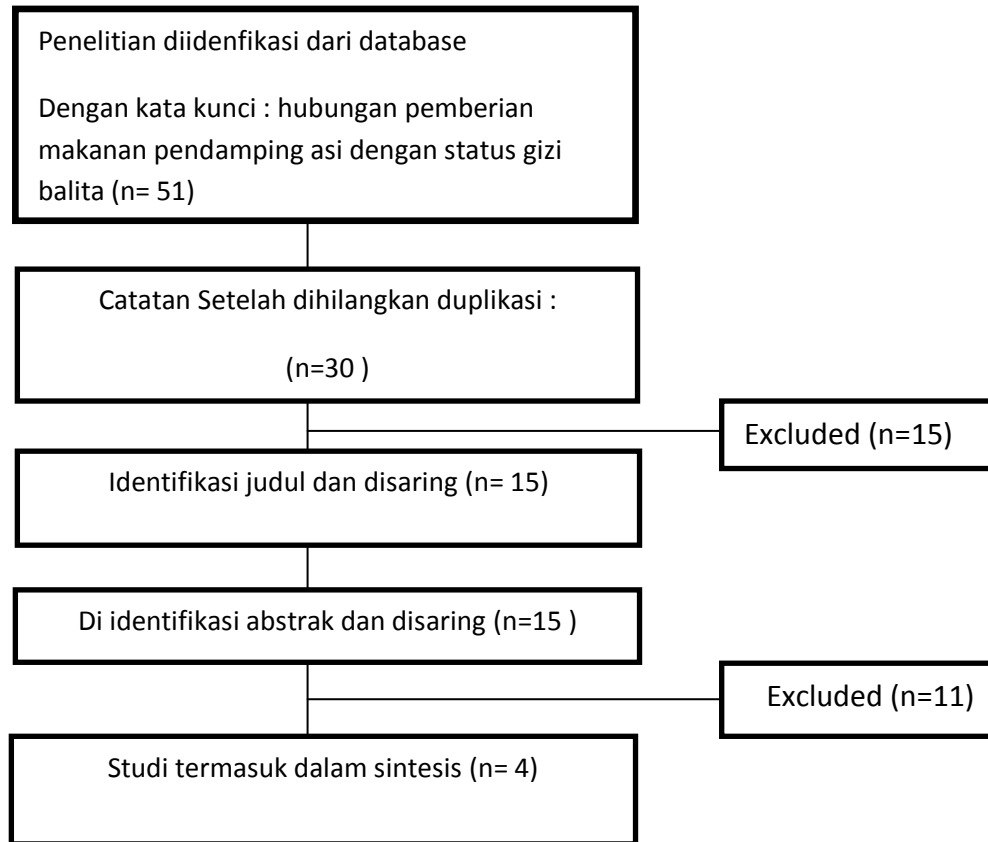 Penelitian diidenfikasi dari database
Dengan kata kunci : hubungan pemberian
makanan pendamping asi dengan status gizi
balita (n= 51)
Catatan Setelah dihilangkan duplikasi :
(n=30 )
Excluded (n=15)
Identifikasi judul dan disaring (n= 15)
Di identifikasi abstrak dan disaring (n=15 )
Excluded (n=11)
Studi termasuk dalam sintesis (n= 4)